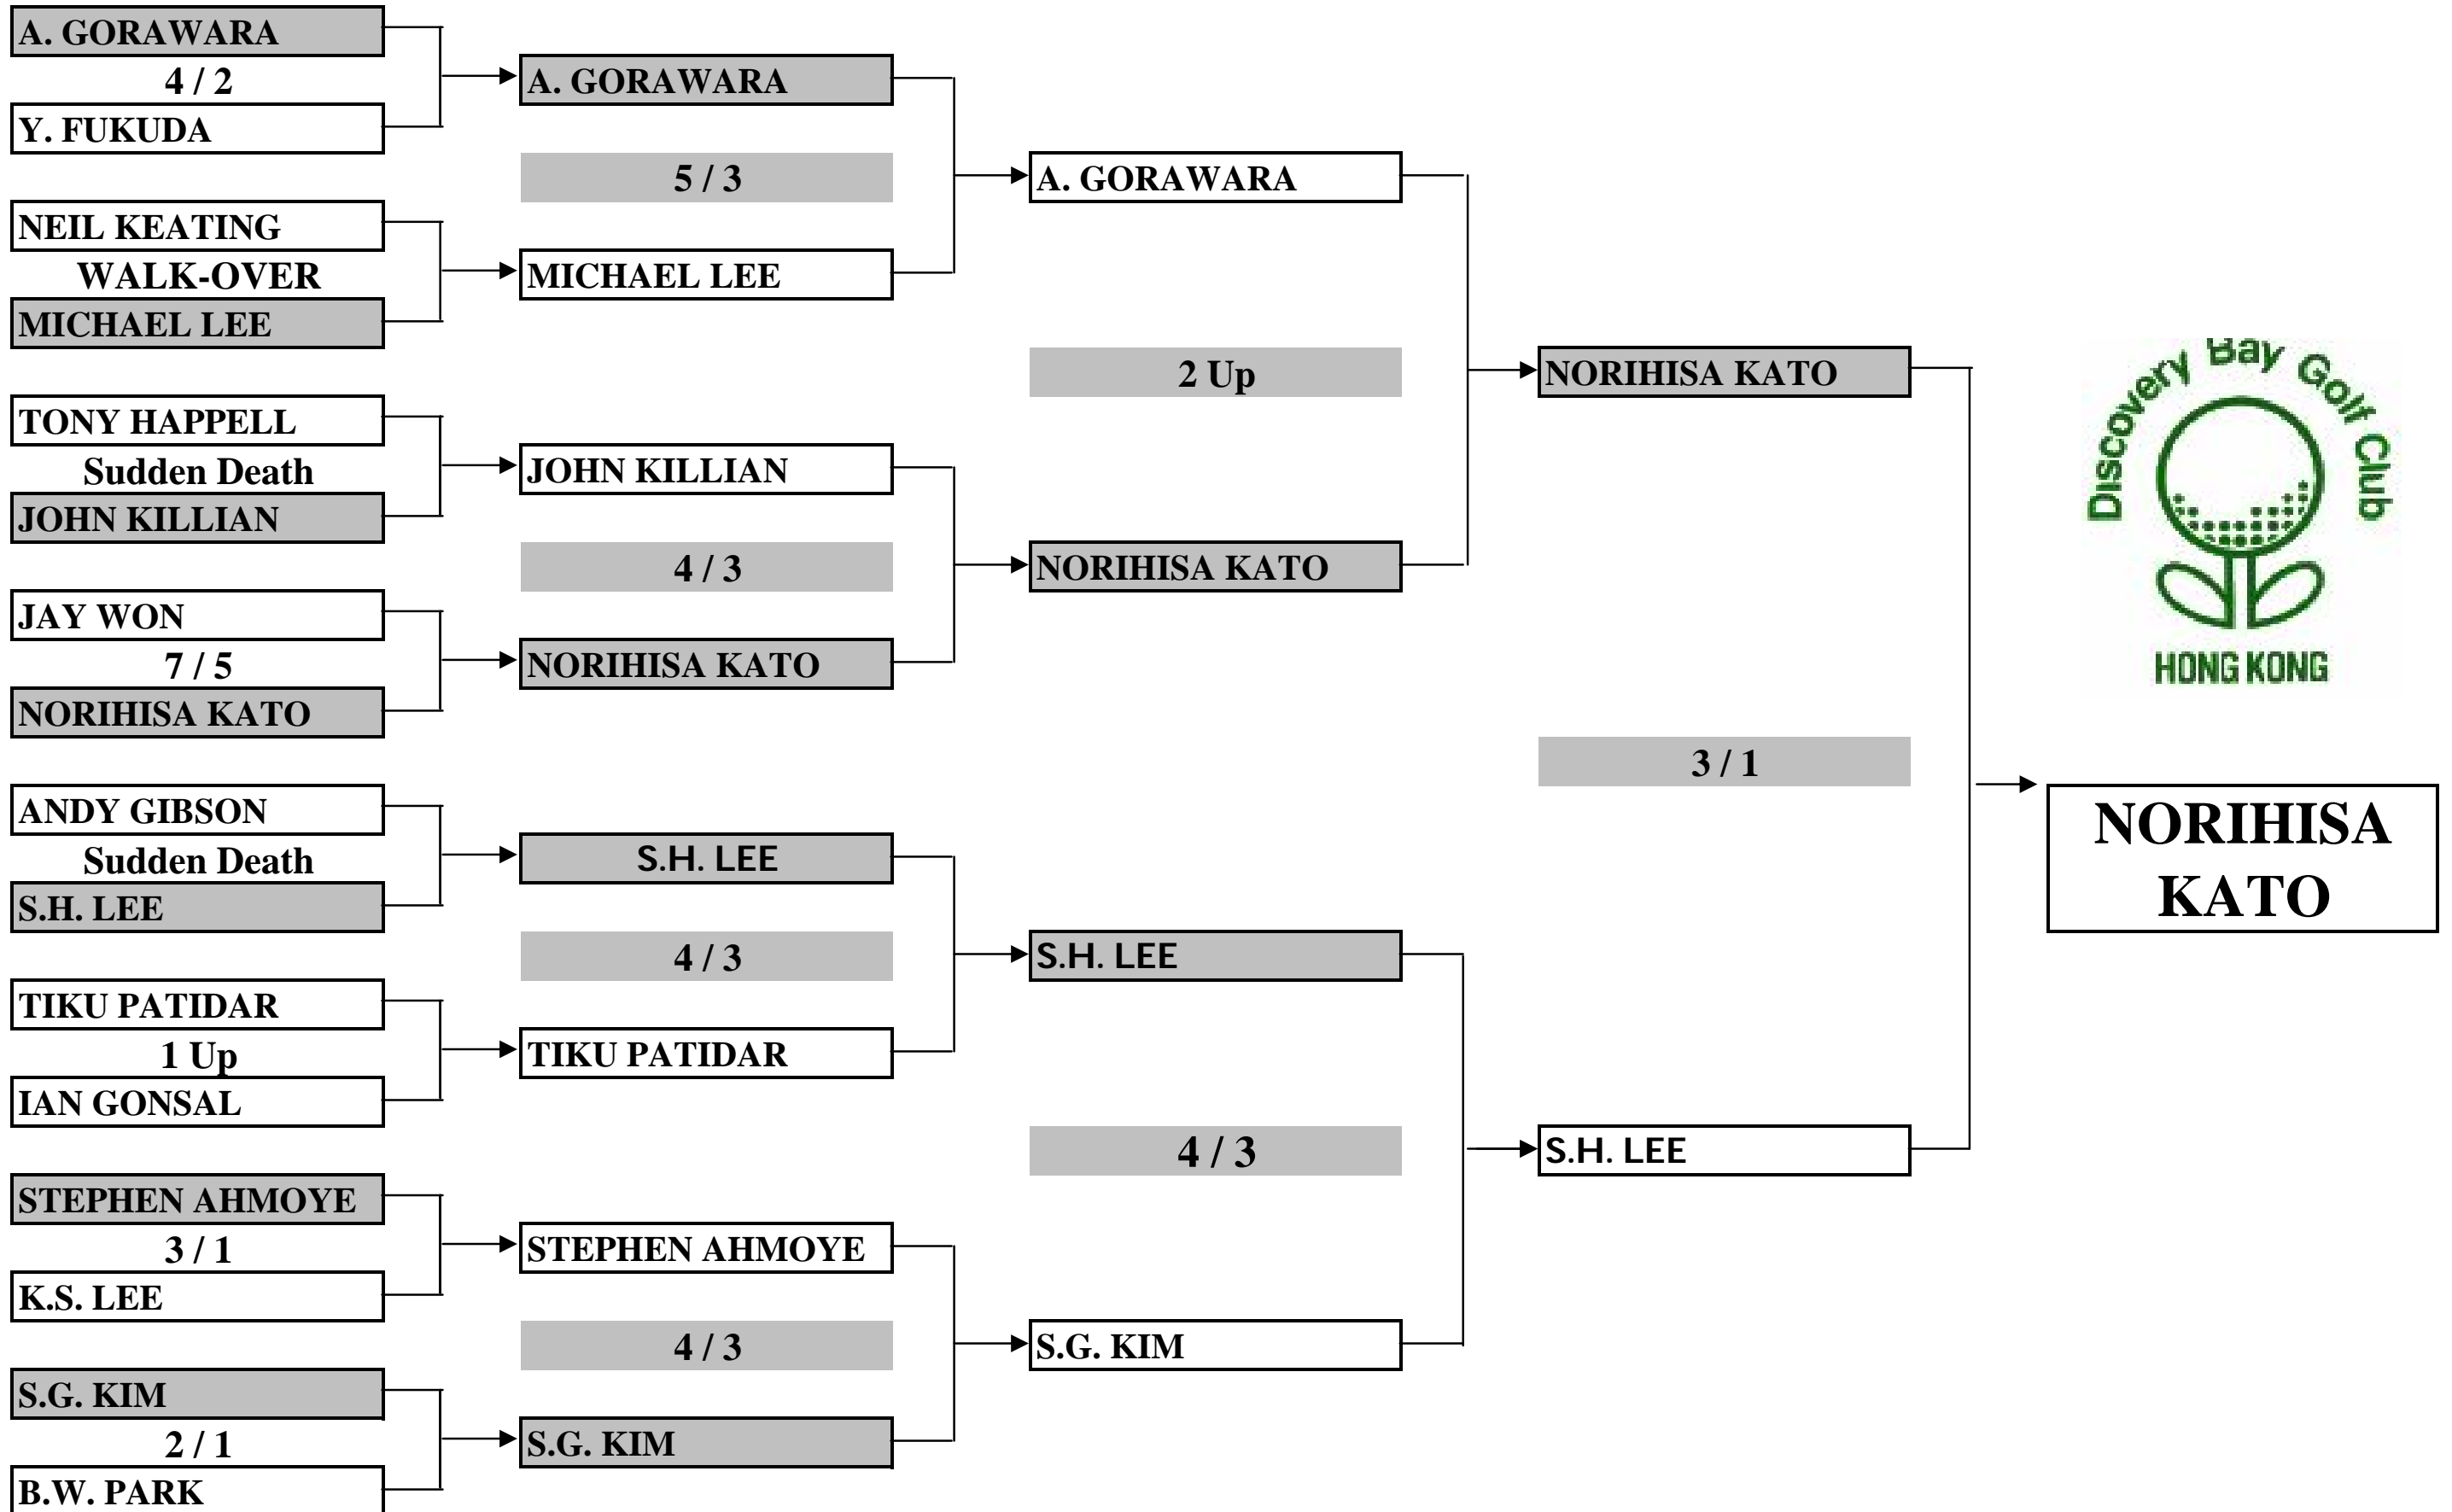 A. GORAWARA
4 / 2
Y. FUKUDA
NEIL KEATING
WALK-OVER
MICHAEL LEE
TONY HAPPELL
Sudden Death
JOHN KILLIAN
JAY WON
7 / 5
NORIHISA KATO
ANDY GIBSON
Sudden Death
S.H. LEE
TIKU PATIDAR
1 Up
IAN GONSAL
STEPHEN AHMOYE
3 / 1
K.S. LEE
S.G. KIM
2 / 1
B.W. PARK
A. GORAWARA
5 / 3
MICHAEL LEE
JOHN KILLIAN
4 / 3
NORIHISA KATO
S.H. LEE
4 / 3
TIKU PATIDAR
STEPHEN AHMOYE
4 / 3
S.G. KIM
A. GORAWARA
2 Up
NORIHISA KATO
S.H. LEE
4 / 3
S.G. KIM
NORIHISA KATO
3 / 1
S.H. LEE
Discovery Bay Golf Club
HONG KONG
NORIHISA
KATO